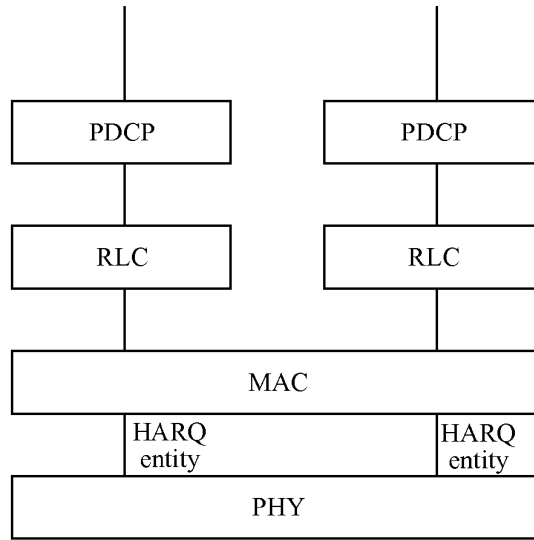 PDCP
PDCP
RLC
RLC
MAC
HARQ
entity
HARQ
entity
PHY